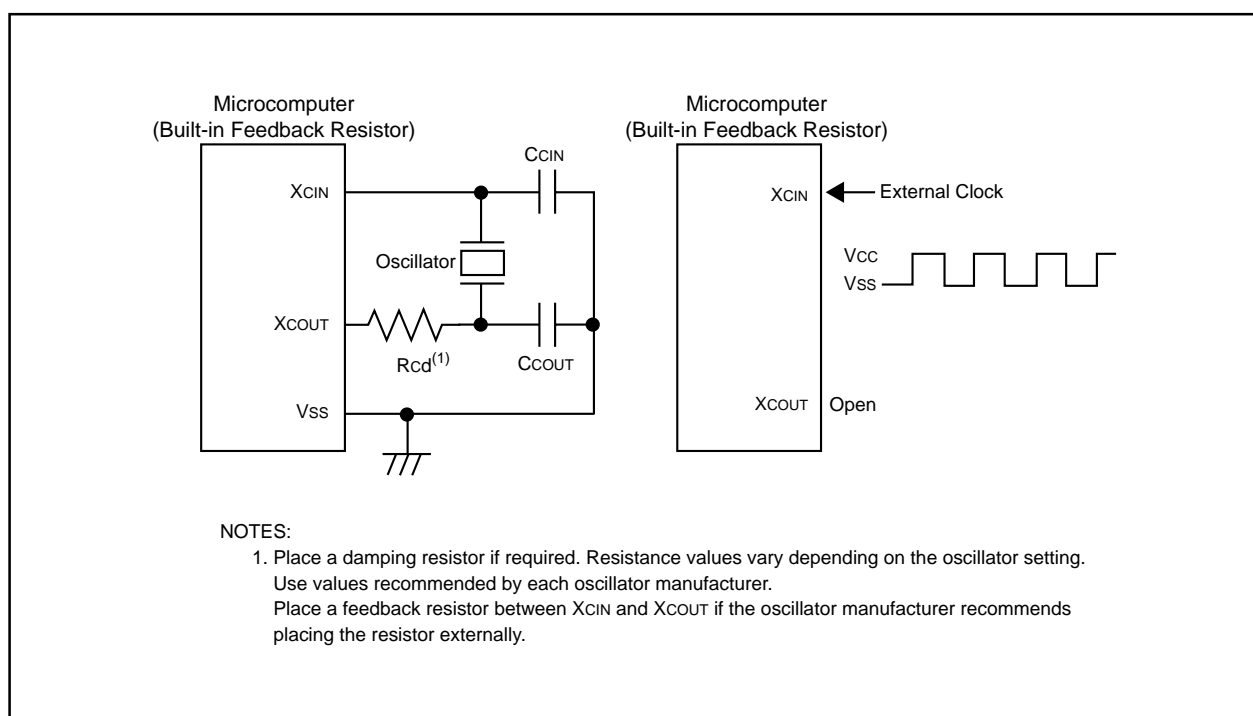 Microcomputer
(Built-in Feedback Resistor)
XCIN
CCIN
Oscillator
XCOUT
RCd(1)
CCOUT
VSS
Microcomputer
(Built-in Feedback Resistor)
XCIN
External Clock
VCC
VSS
XCOUT
Open
NOTES:
1. Place a damping resistor if required. Resistance values vary depending on the oscillator setting.
Use values recommended by each oscillator manufacturer.
Place a feedback resistor between XCIN and XCOUT if the oscillator manufacturer recommends
placing the resistor externally.